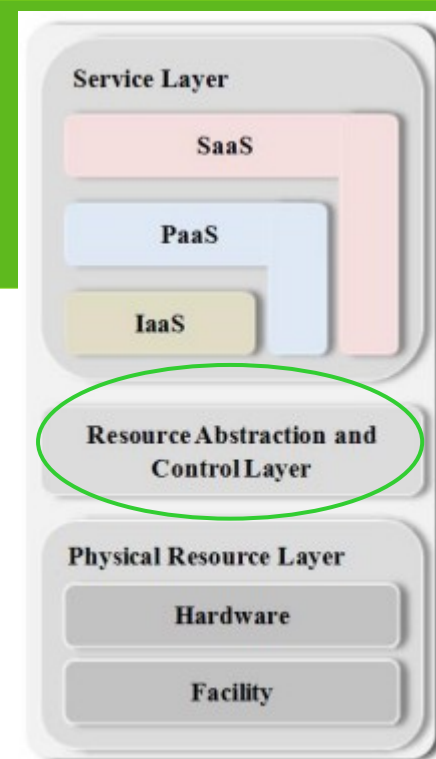 Service Layer
SaaS
PaaS
IaaS
Resource Abstraction and
Control Layer
Physical Resource Layer
Hardware
Facility